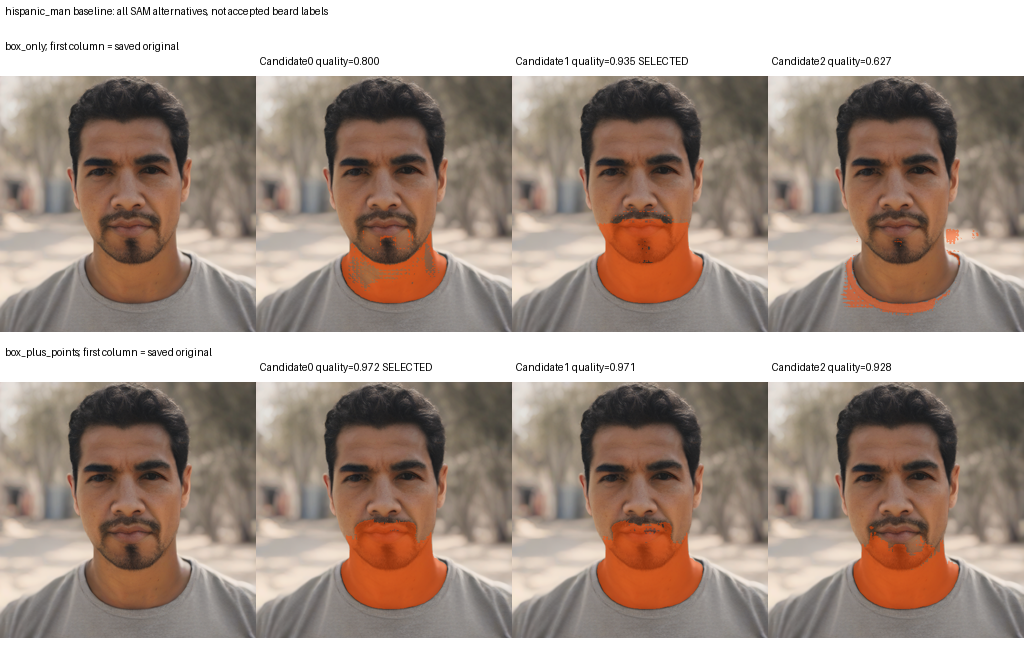 hispanic_man baseline: all SAM alternatives, not accepted beard labels
box_only; first column = saved original
Candidate0 quality=0.800
Candidate1 quality=0.935 SELECTED
Candidate2 quality=0.627
box_plus_points; first column = saved original
Candidate0 quality=0.972 SELECTED
Candidate1 quality=0.971
Candidate2 quality=0.928